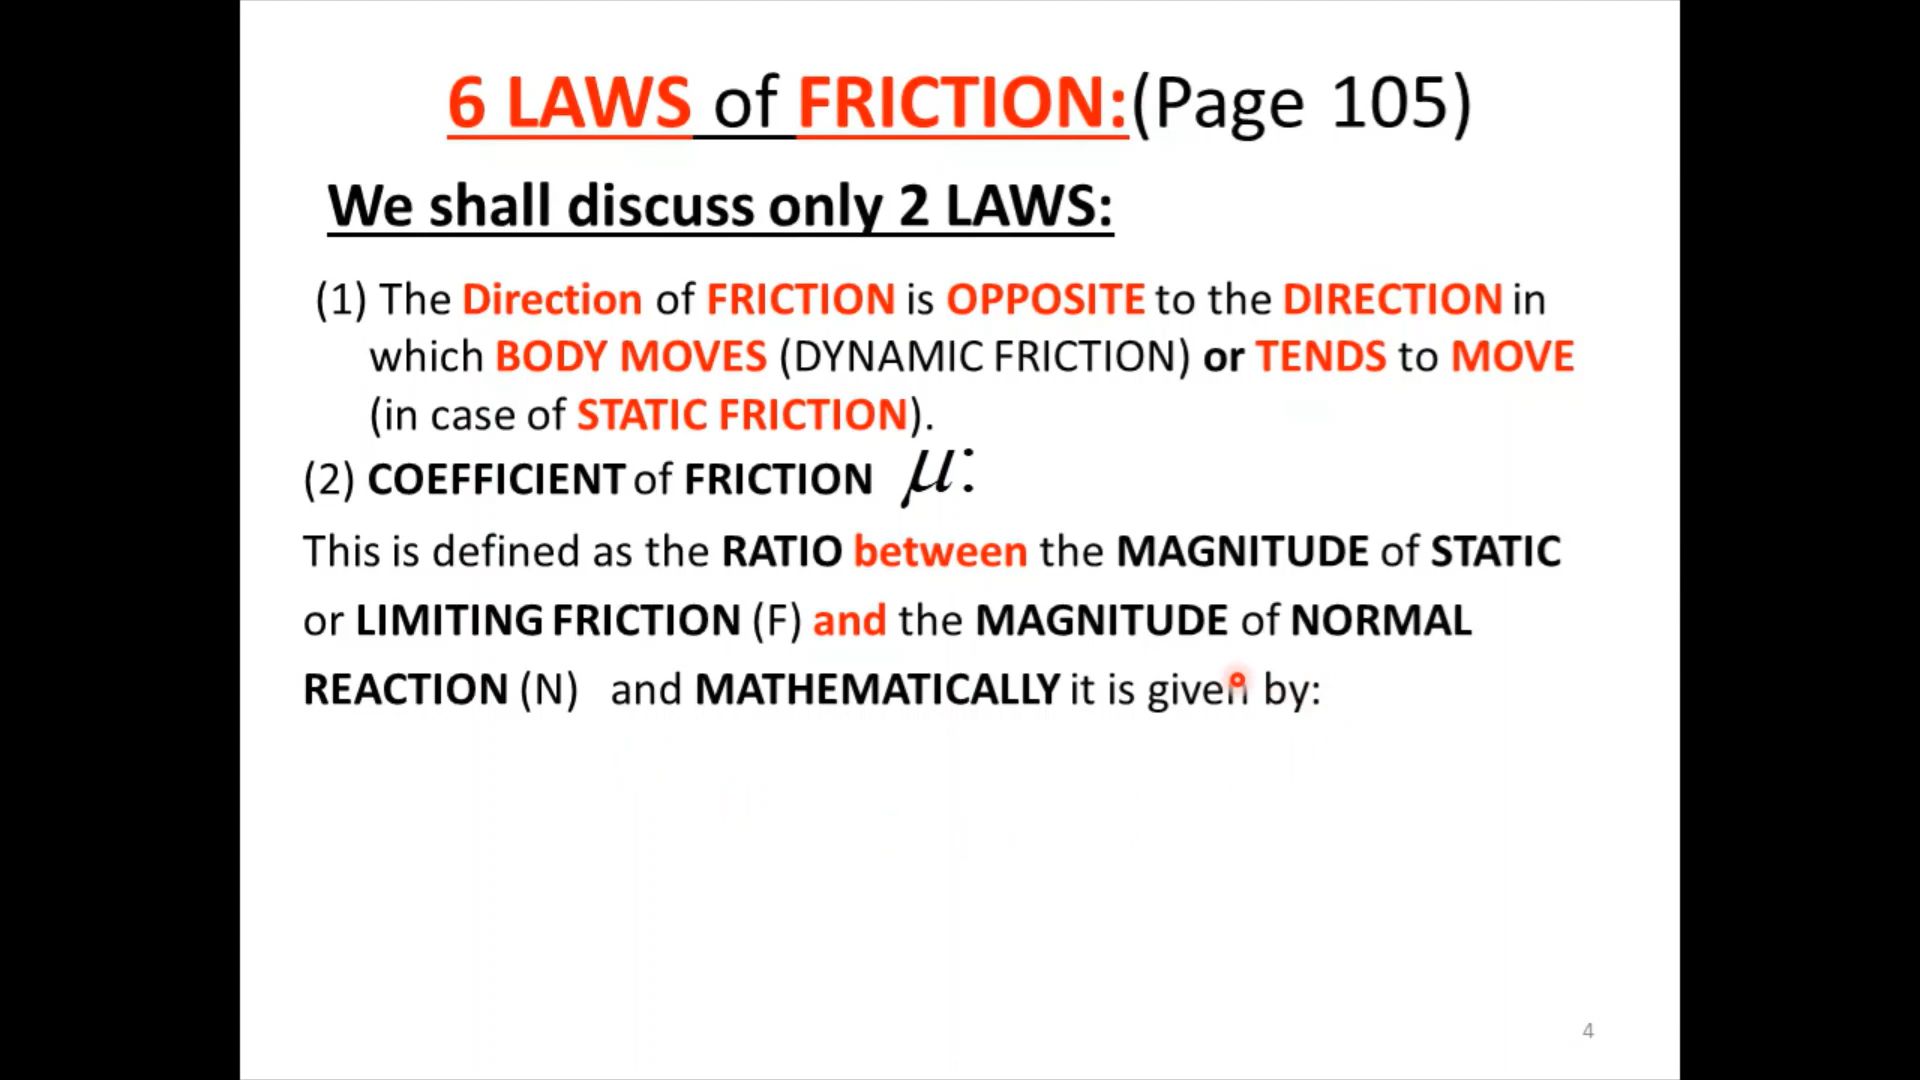 6 LAWS of FRICTION:(Page 105)
We shall discuss only 2 LAWS:
(1) The Direction of FRICTION is OPPOSITE to the DIRECTION in
which BODY MOVES (DYNAMIC FRICTION) or TENDS to MOVE
(in case of STATIC FRICTION).
(2) COEFFICIENT of FRICTION μ:
This is defined as the RATIO between the MAGNITUDE of STATIC
or LIMITING FRICTION (F) and the MAGNITUDE of NORMAL
REACTION (N) and MATHEMATICALLY it is given by:
4